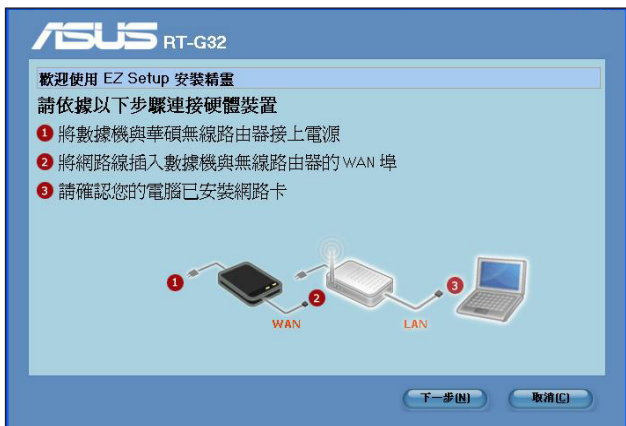 ASUS RT-G32
歡迎使用 EZ Setup 安裝精靈
請依據以下步驟連接硬體裝置
1 將數據機與華碩無線路由器接上電源
2 將網路線插入數據機與無線路由器的 WAN 埠
3 請確認您的電腦已安裝網路卡
1
2
3
WAN
LAN
下一步(N)
取消(C)